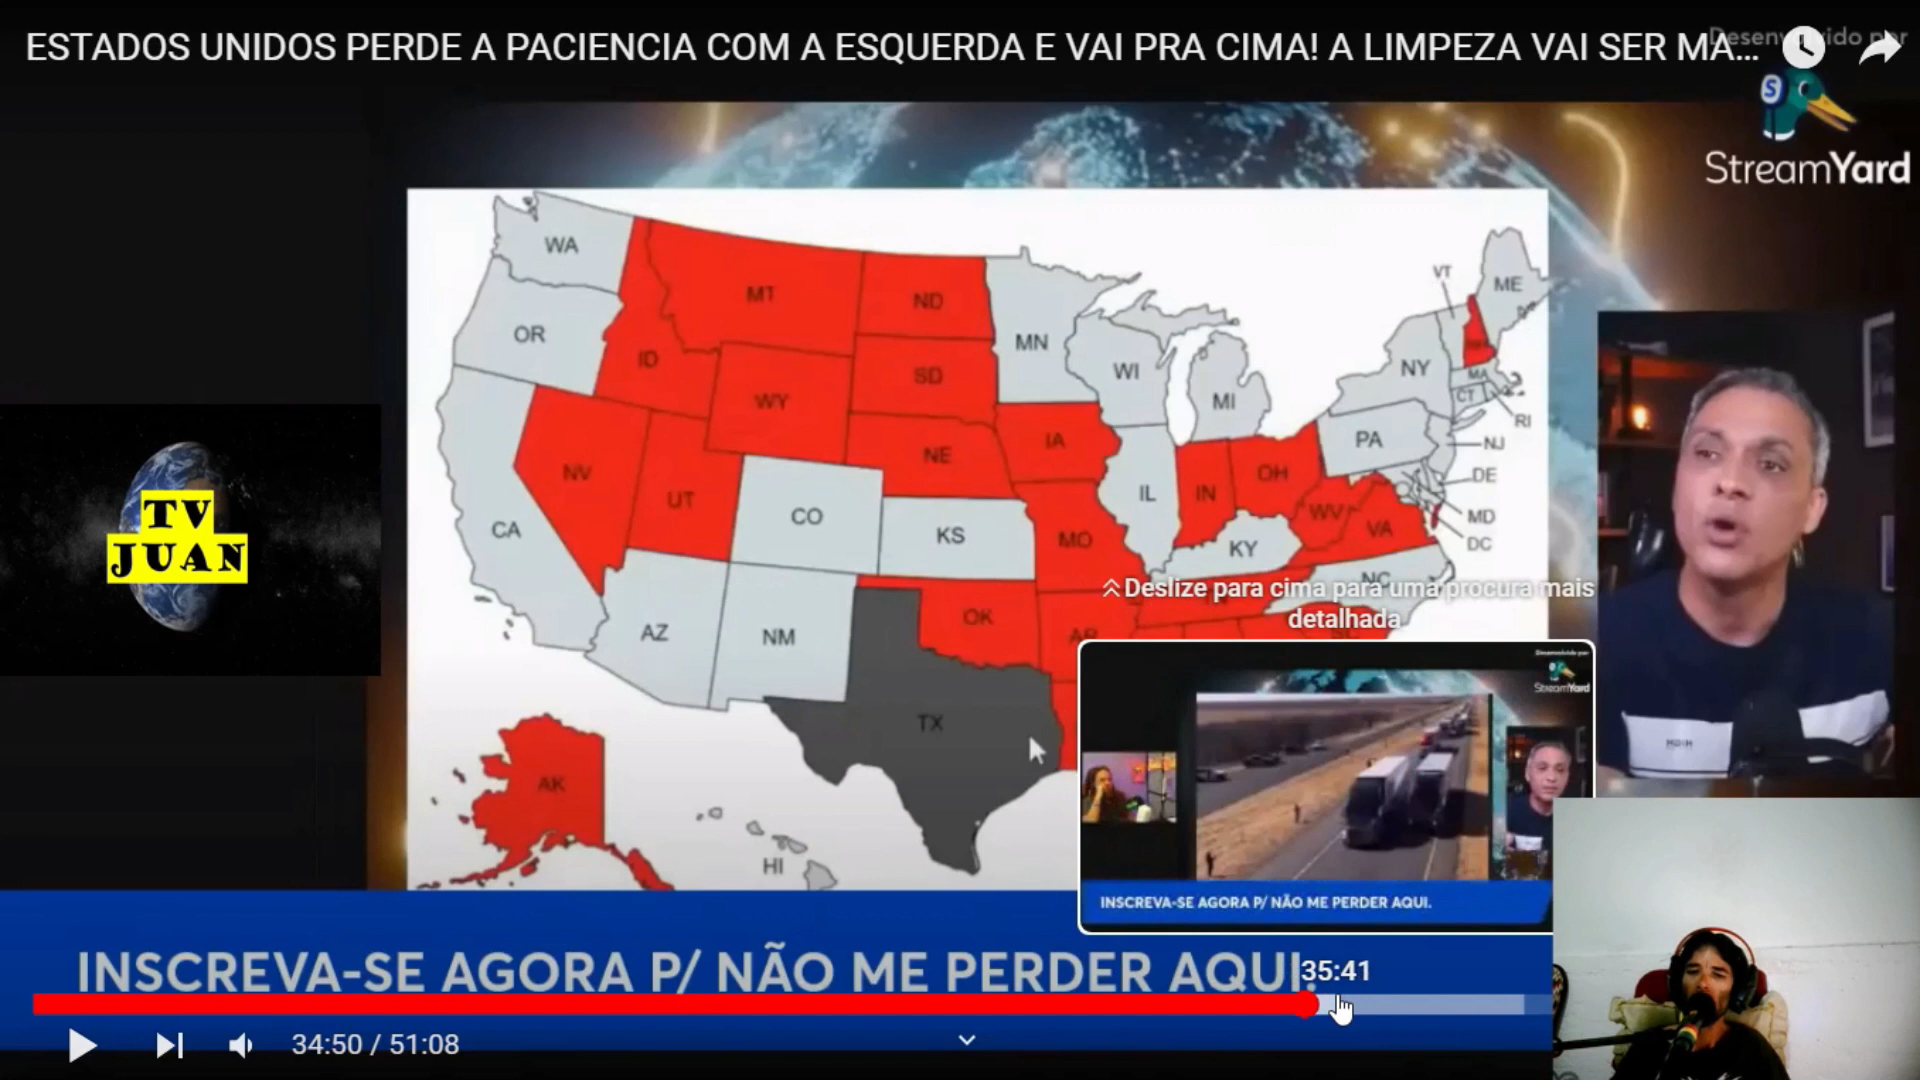 ESTADOS UNIDOS PERDE A PACIENCIA COM A ESQUERDA E VAI PRA CIMA! A LIMPEZA VAI SER MA...
StreamYard
WA
MT
ND
MN
VT
ME
OR
ID
SD
WI
MI
NY
MA
CT
RI
WY
NE
IA
PA
NJ
NV
UT
CO
KS
MO
IL
IN
OH
WV
VA
DE
MD
DC
CA
KY
NC
AZ
NM
OK
AR
SC
TX
AK
HI
TV
JUAN
Deslize para cima para uma procura mais
detalhada
StreamYard
INSCREVA-SE AGORA P/ NÃO ME PERDER AQUI.
INSCREVA-SE AGORA P/ NÃO ME PERDER AQUI.
35:41
34:50 / 51:08